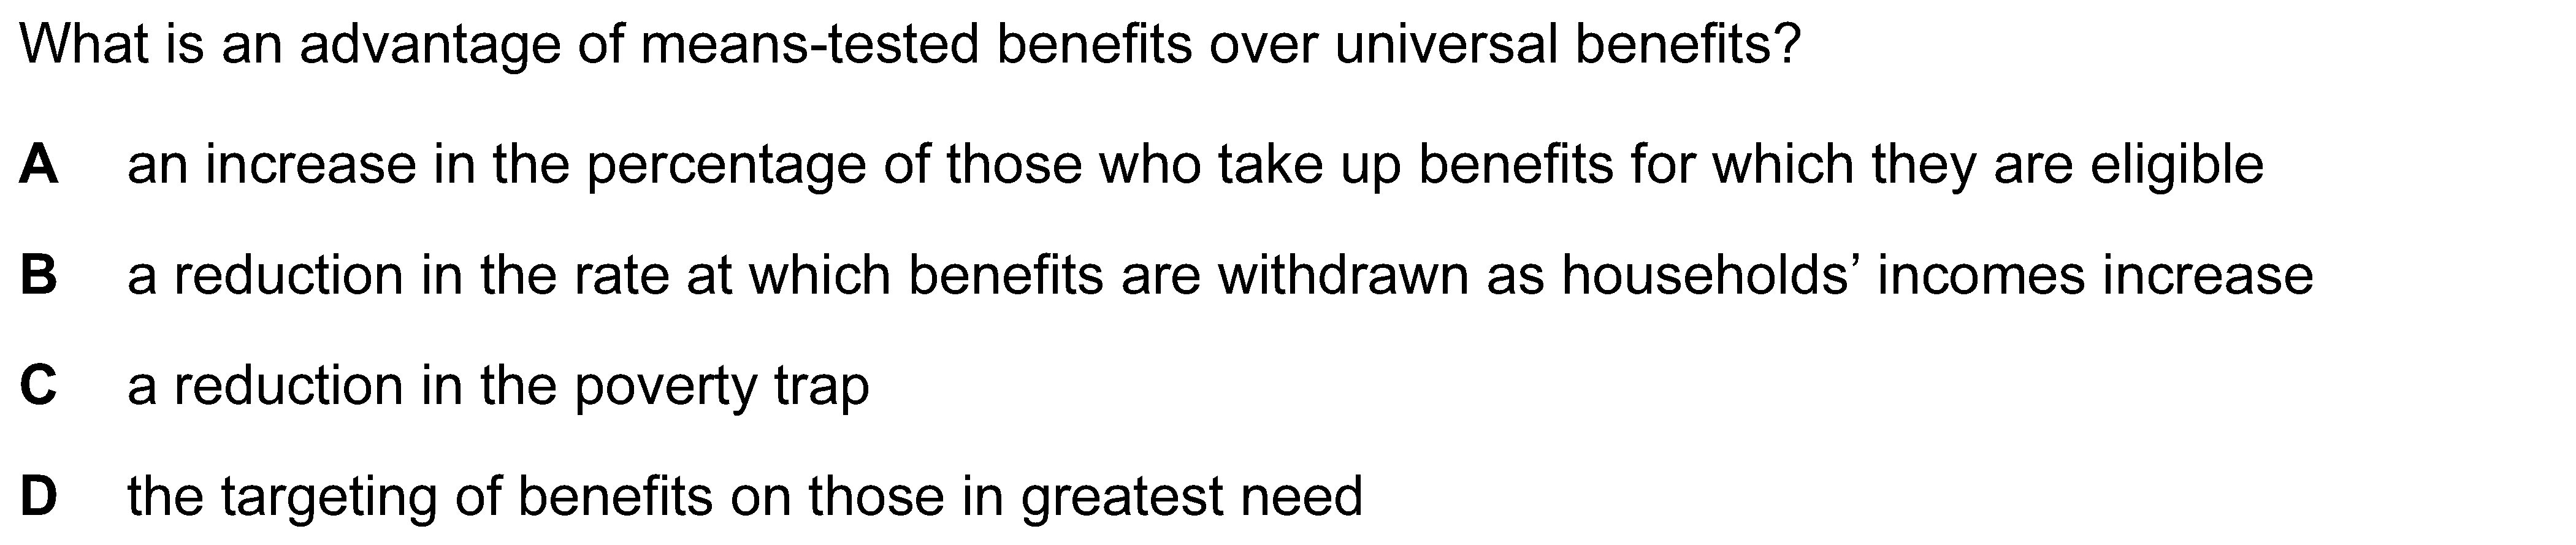 What is an advantage of means-tested benefits over universal benefits?
A an increase in the percentage of those who take up benefits for which they are eligible
B a reduction in the rate at which benefits are withdrawn as households’ incomes increase
C a reduction in the poverty trap
D the targeting of benefits on those in greatest need